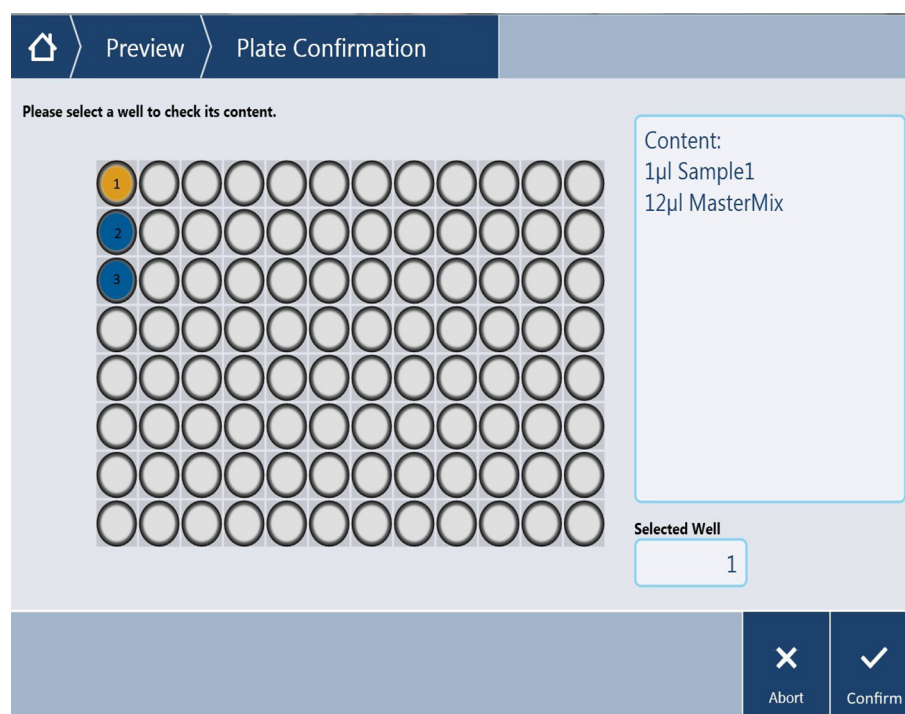 Preview
Plate Confirmation
Please select a well to check its content.
1
2
3
Content:
1µl Sample1
12µl MasterMix
Selected Well
1
Abort
Confirm